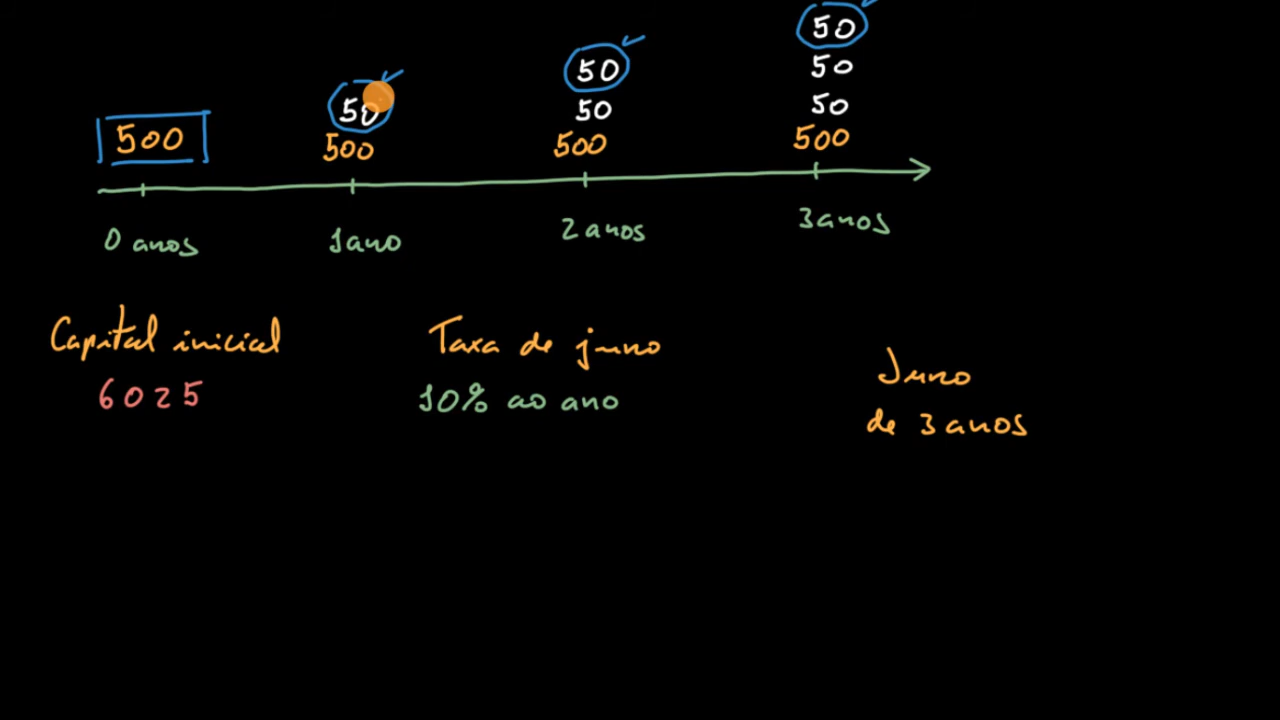 50
50 50
50 50 50
500 500 500 500
0 anos 1 ano 2 anos 3 anos
Capital inicial Taxa de juro Juro
6025 10% ao ano de 3 anos